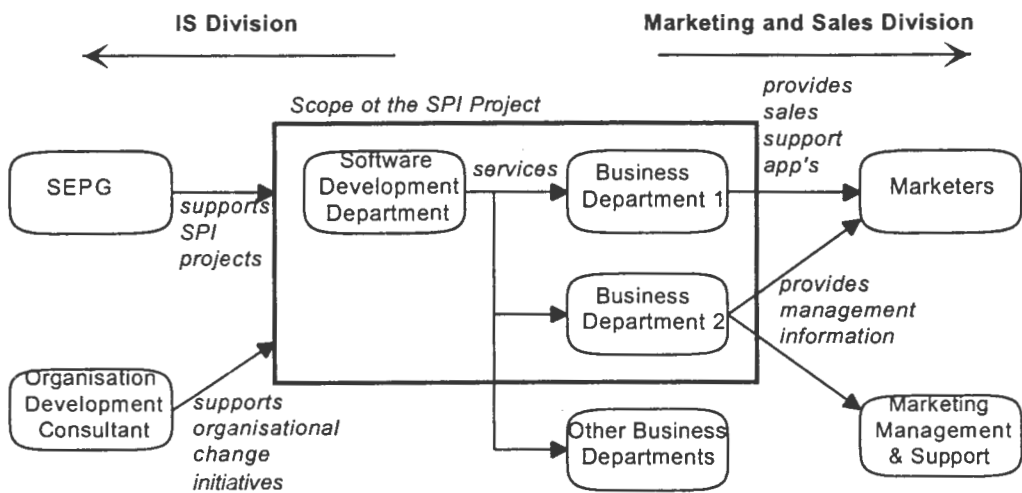 IS Division
Marketing and Sales Division
Scope ot the SPI Project
provides
sales
support
app's
SEPG
supports
SPI
projects
Software
Development
Department
services
Business
Department 1
Marketers
Business
Department 2
provides
management
information
Organisation
Development
Consultant
supports
organisational
change
initiatives
Other Business
Departments
Marketing
Management
& Support